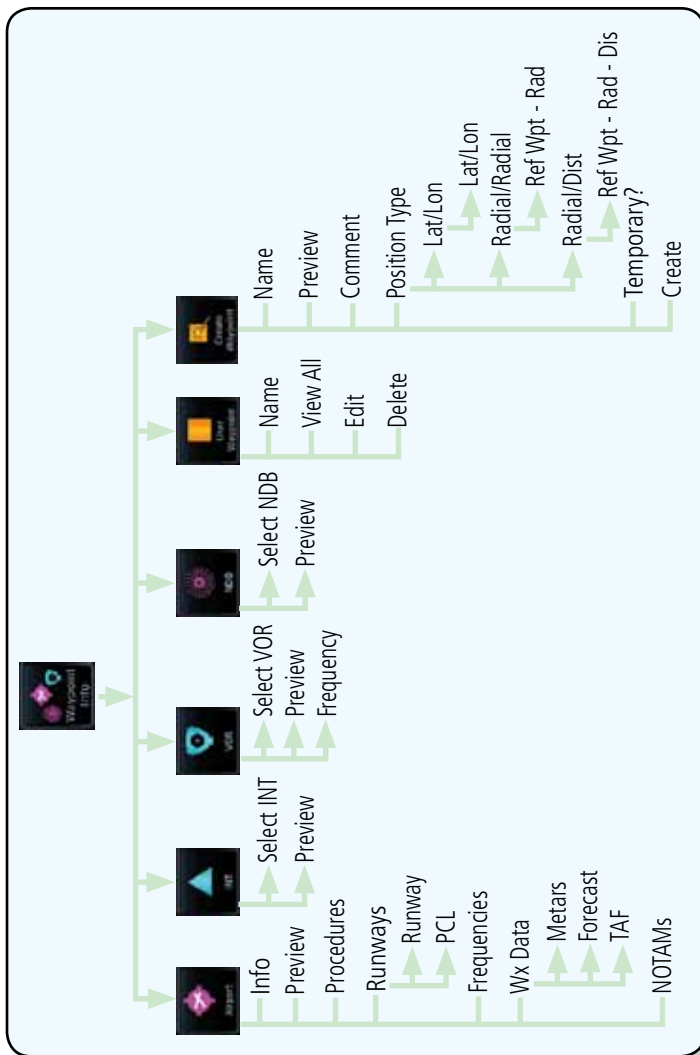 Waypoint
Info
Airport
Info
Preview
Procedures
Runways
Runway
PCL
Frequencies
Wx Data
Metars
Forecast
TAF
NOTAMs
INT
Select INT
Preview
VOR
Select VOR
Preview
Frequency
NDB
Select NDB
Preview
User
Waypoint
Name
View All
Edit
Delete
Create
Waypoint
Name
Preview
Comment
Position Type
Lat/Lon
Lat/Lon
Radial/Radial
Ref Wpt - Rad
Radial/Dist
Ref Wpt - Rad - Dis
Temporary?
Create